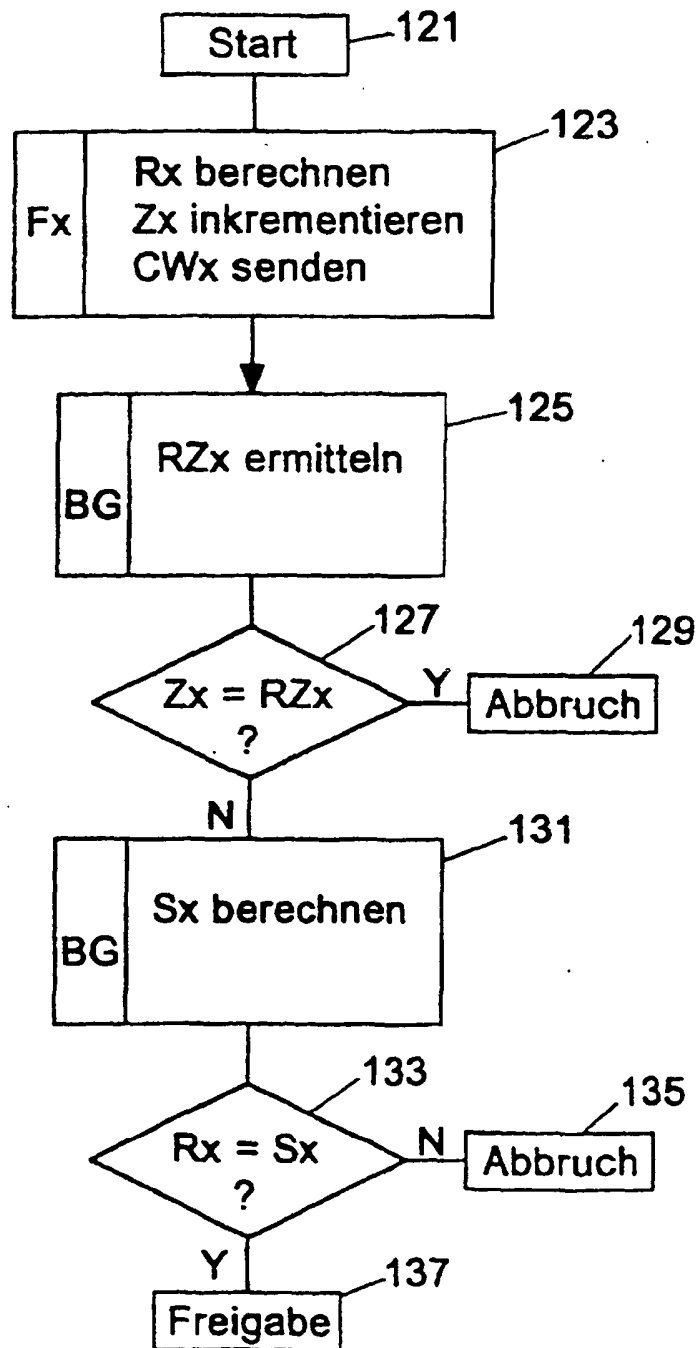 Start
121
123
Fx
Rx berechnen
Zx inkrementieren
CWx senden
125
BG
RZx ermitteln
127
Zx = RZx
?
Y
129
Abbruch
N
131
BG
Sx berechnen
133
Rx = Sx
?
N
135
Abbruch
Y
137
Freigabe